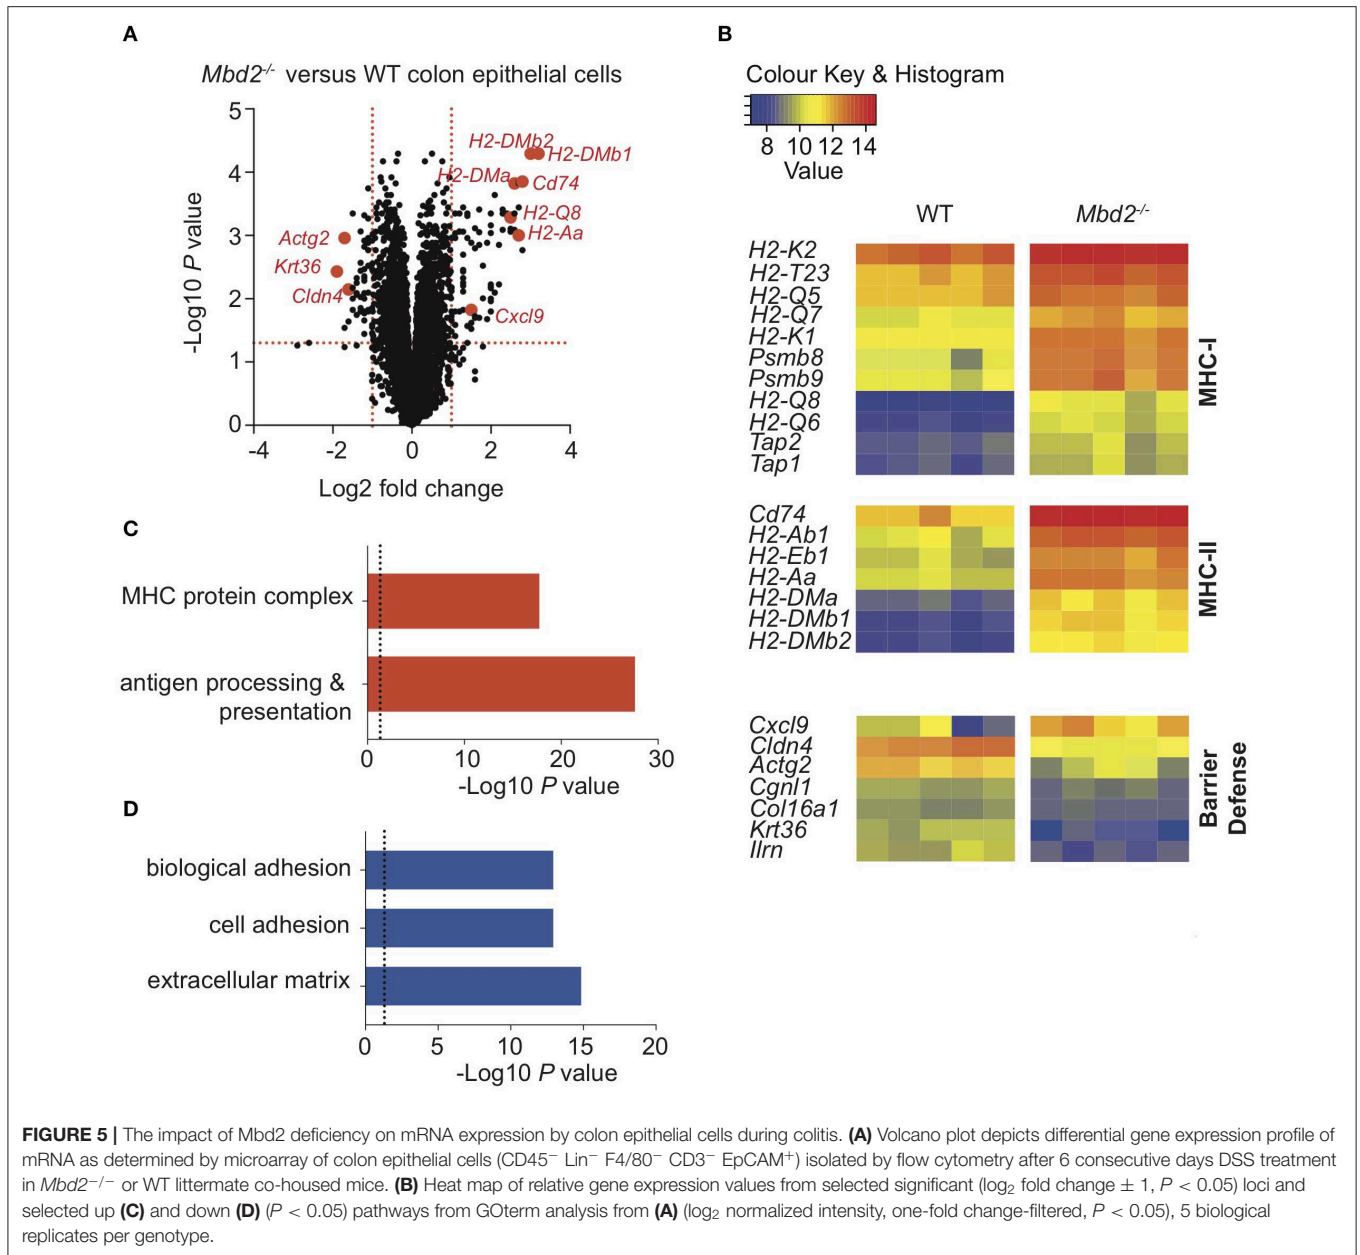 A
Mbd2-/- versus WT colon epithelial cells
5
4
3
2
1
0
-4
-2
0
2
4
-Log10 P value
Log2 fold change
H2-DMb2
H2-DMb1
H2-DMa
Cd74
H2-Q8
H2-Aa
Actg2
Krt36
Cldn4
Cxcl9
B
Colour Key & Histogram
8 10 12 14
Value
WT Mbd2-/-
H2-K2
H2-T23
H2-Q5
H2-Q7
H2-K1
Psmb8
Psmb9
H2-Q8
H2-Q6
Tap2
Tap1
MHC-I
Cd74
H2-Ab1
H2-Eb1
H2-Aa
H2-DMa
H2-DMb1
H2-DMb2
MHC-II
Cxcl9
Cldn4
Actg2
Cgnl1
Col16a1
Krt36
Ilrn
Barrier
Defense
C
MHC protein complex
antigen processing &
presentation
0 10 20 30
-Log10 P value
D
biological adhesion
cell adhesion
extracellular matrix
0 5 10 15 20
-Log10 P value
FIGURE 5 | The impact of Mbd2 deficiency on mRNA expression by colon epithelial cells during colitis. (A) Volcano plot depicts differential gene expression profile of
mRNA as determined by microarray of colon epithelial cells (CD45− Lin− F4/80− CD3− EpCAM+) isolated by flow cytometry after 6 consecutive days DSS treatment
in Mbd2−/− or WT littermate co-housed mice. (B) Heat map of relative gene expression values from selected significant (log2 fold change ± 1, P < 0.05) loci and
selected up (C) and down (D) (P < 0.05) pathways from GOterm analysis from (A) (log2 normalized intensity, one-fold change-filtered, P < 0.05), 5 biological
replicates per genotype.